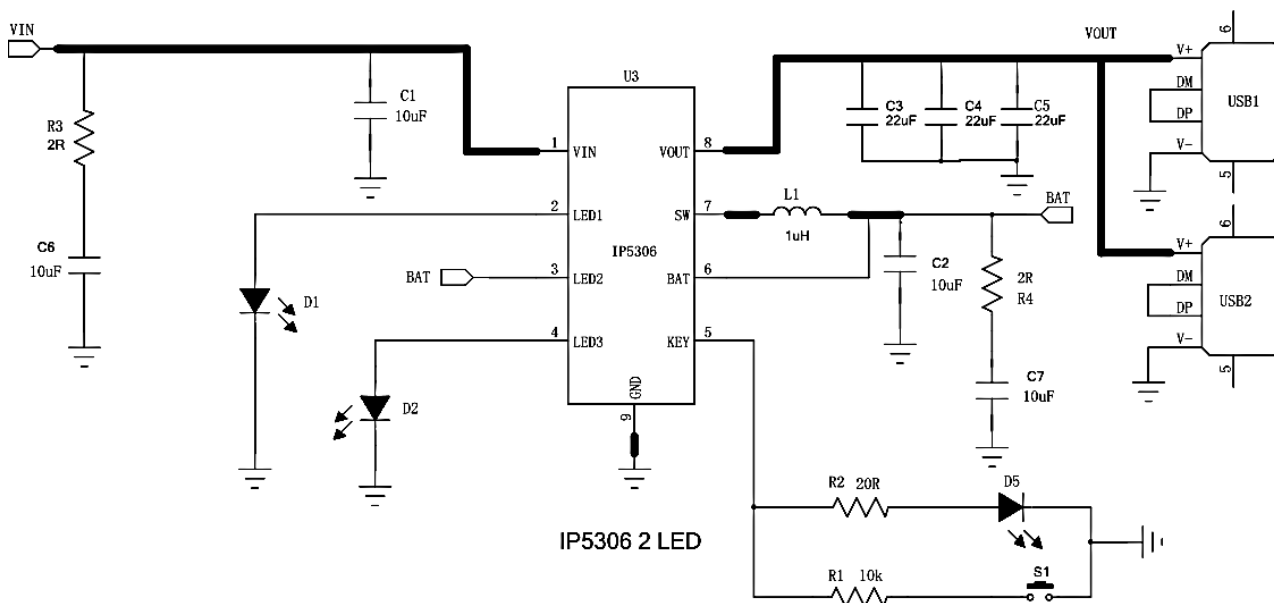 VIN
R3
2R
C6
10uF
C1
10uF
U3
1
VIN
2
LED1
BAT
3
LED2
4
LED3
IP5306
VOUT
8
SW
7
BAT
6
KEY
5
GND
9
D1
D2
L1
1uH
C2
10uF
2R
R4
C7
10uF
BAT
C3
22uF
C4
22uF
C5
22uF
VOUT
6
V+
DM
DP
V-
USB1
5
6
V+
DM
DP
V-
USB2
5
R2 20R
D5
R1 10k
S1
IP5306 2 LED